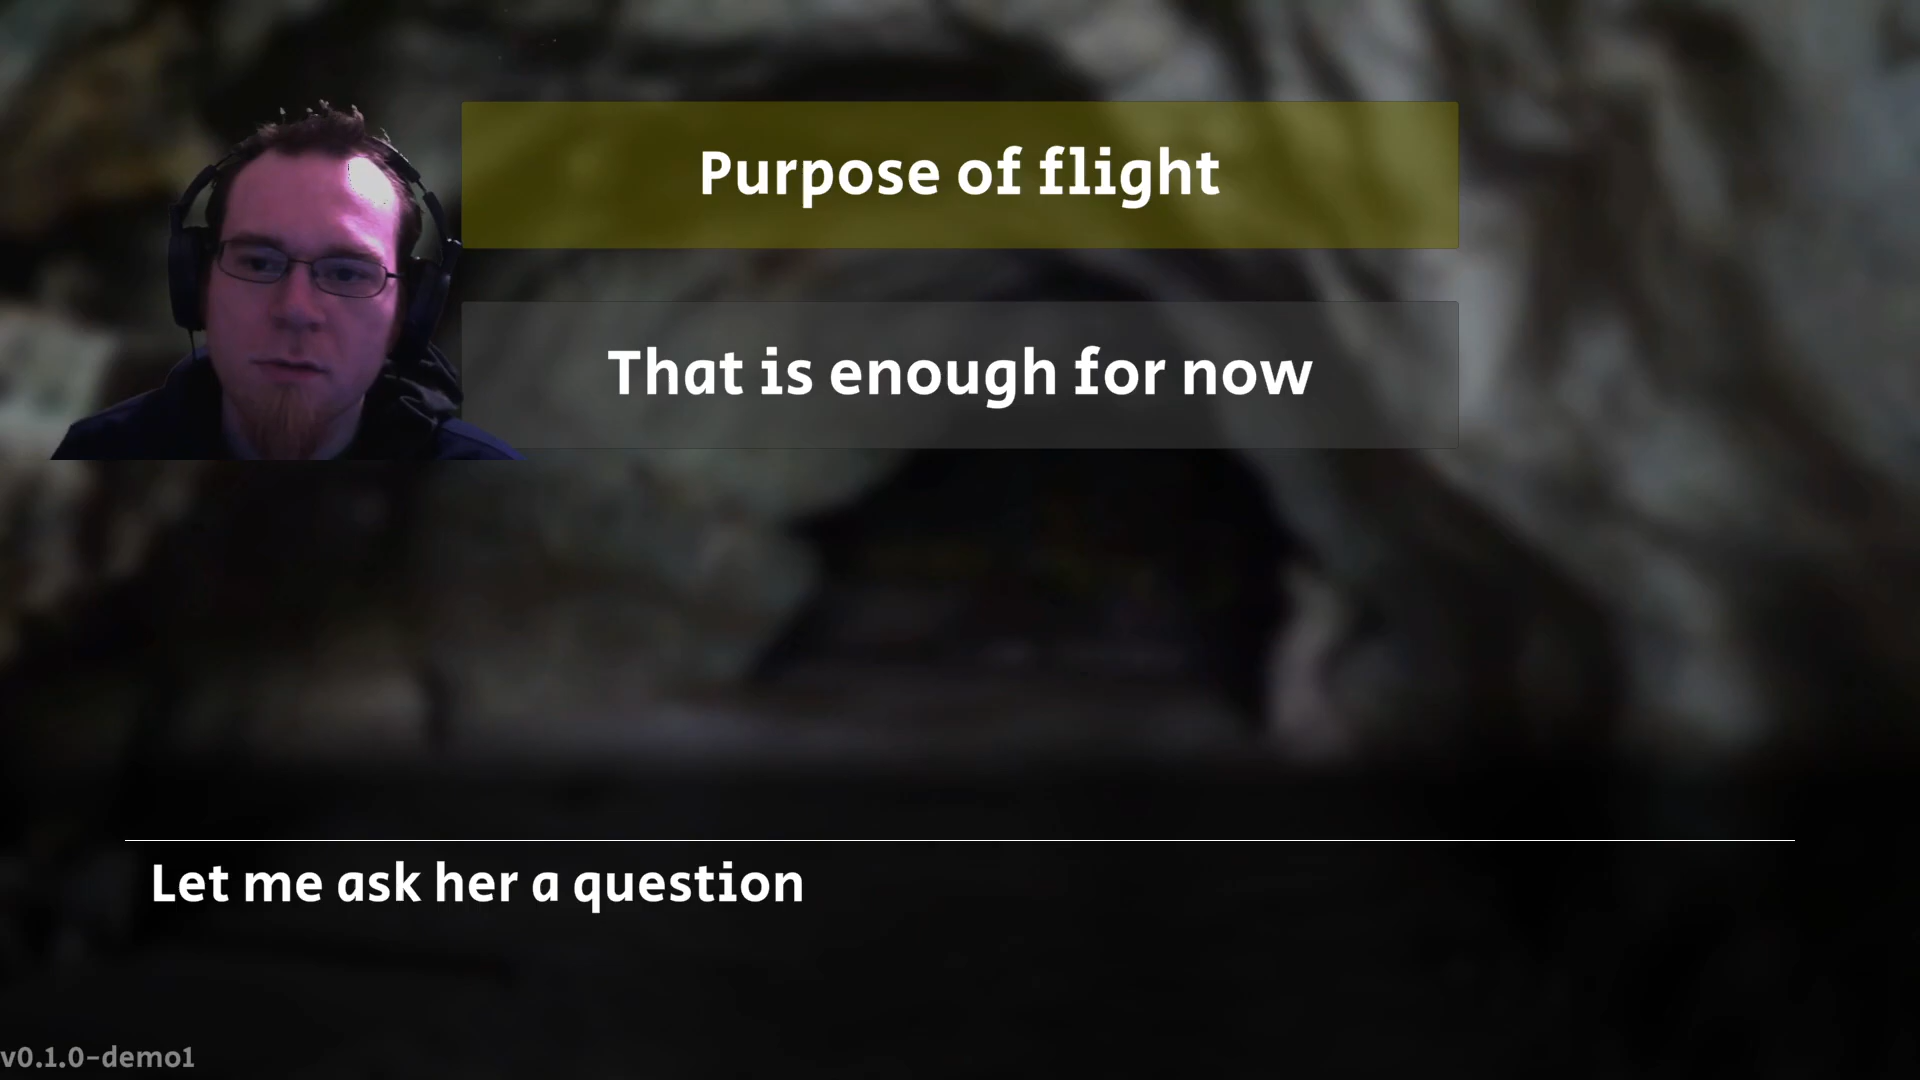 Purpose of flight
That is enough for now
Let me ask her a question
v0.1.0-demo1